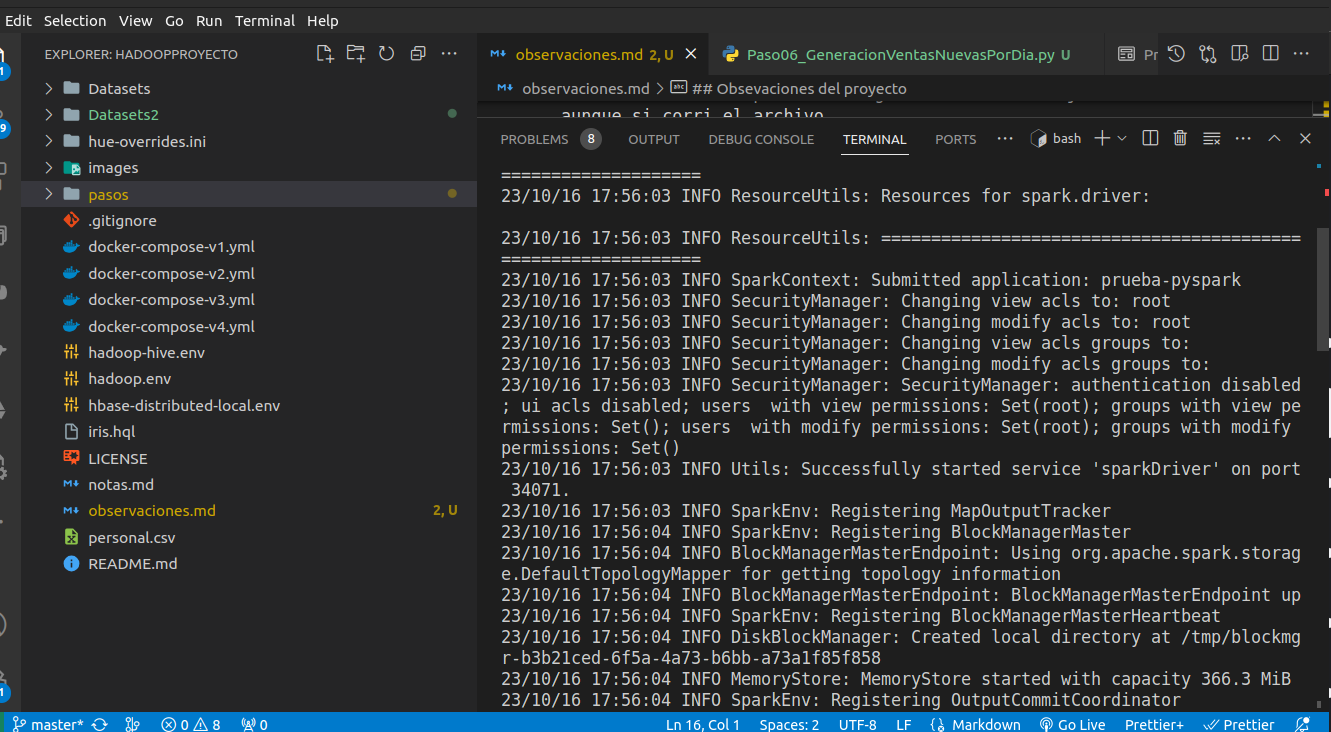 Edit Selection View Go Run Terminal Help
EXPLORER: HADOOPPROYECTO
Datasets
Datasets2
hue-overrides.ini
images
pasos
.gitignore
docker-compose-v1.yml
docker-compose-v2.yml
docker-compose-v3.yml
docker-compose-v4.yml
hadoop-hive.env
hadoop.env
hbase-distributed-local.env
iris.hql
LICENSE
notas.md
observaciones.md 2, U
personal.csv
README.md
observaciones.md 2, U
Paso06_GeneracionVentasNuevasPorDia.py U
Pr
observaciones.md > ## Obsevaciones del proyecto
aunque si corri el archivo
PROBLEMS 8 OUTPUT DEBUG CONSOLE TERMINAL PORTS ... bash
====================
23/10/16 17:56:03 INFO ResourceUtils: Resources for spark.driver:
23/10/16 17:56:03 INFO ResourceUtils: ==========================================
====================
23/10/16 17:56:03 INFO SparkContext: Submitted application: prueba-pyspark
23/10/16 17:56:03 INFO SecurityManager: Changing view acls to: root
23/10/16 17:56:03 INFO SecurityManager: Changing modify acls to: root
23/10/16 17:56:03 INFO SecurityManager: Changing view acls groups to:
23/10/16 17:56:03 INFO SecurityManager: Changing modify acls groups to:
23/10/16 17:56:03 INFO SecurityManager: SecurityManager: authentication disabled
; ui acls disabled; users  with view permissions: Set(root); groups with view pe
rmissions: Set(); users  with modify permissions: Set(root); groups with modify
permissions: Set()
23/10/16 17:56:03 INFO Utils: Successfully started service 'sparkDriver' on port
34071.
23/10/16 17:56:03 INFO SparkEnv: Registering MapOutputTracker
23/10/16 17:56:04 INFO SparkEnv: Registering BlockManagerMaster
23/10/16 17:56:04 INFO BlockManagerMasterEndpoint: Using org.apache.spark.storag
e.DefaultTopologyMapper for getting topology information
23/10/16 17:56:04 INFO BlockManagerMasterEndpoint: BlockManagerMasterEndpoint up
23/10/16 17:56:04 INFO SparkEnv: Registering BlockManagerMasterHeartbeat
23/10/16 17:56:04 INFO DiskBlockManager: Created local directory at /tmp/blockmg
r-b3b21ced-6f5a-4a73-b6bb-a73a1f85f858
23/10/16 17:56:04 INFO MemoryStore: MemoryStore started with capacity 366.3 MiB
23/10/16 17:56:04 INFO SparkEnv: Registering OutputCommitCoordinator
master* 0 8 0 Ln 16, Col 1 Spaces: 2 UTF-8 LF Markdown Go Live Prettier+ Prettier